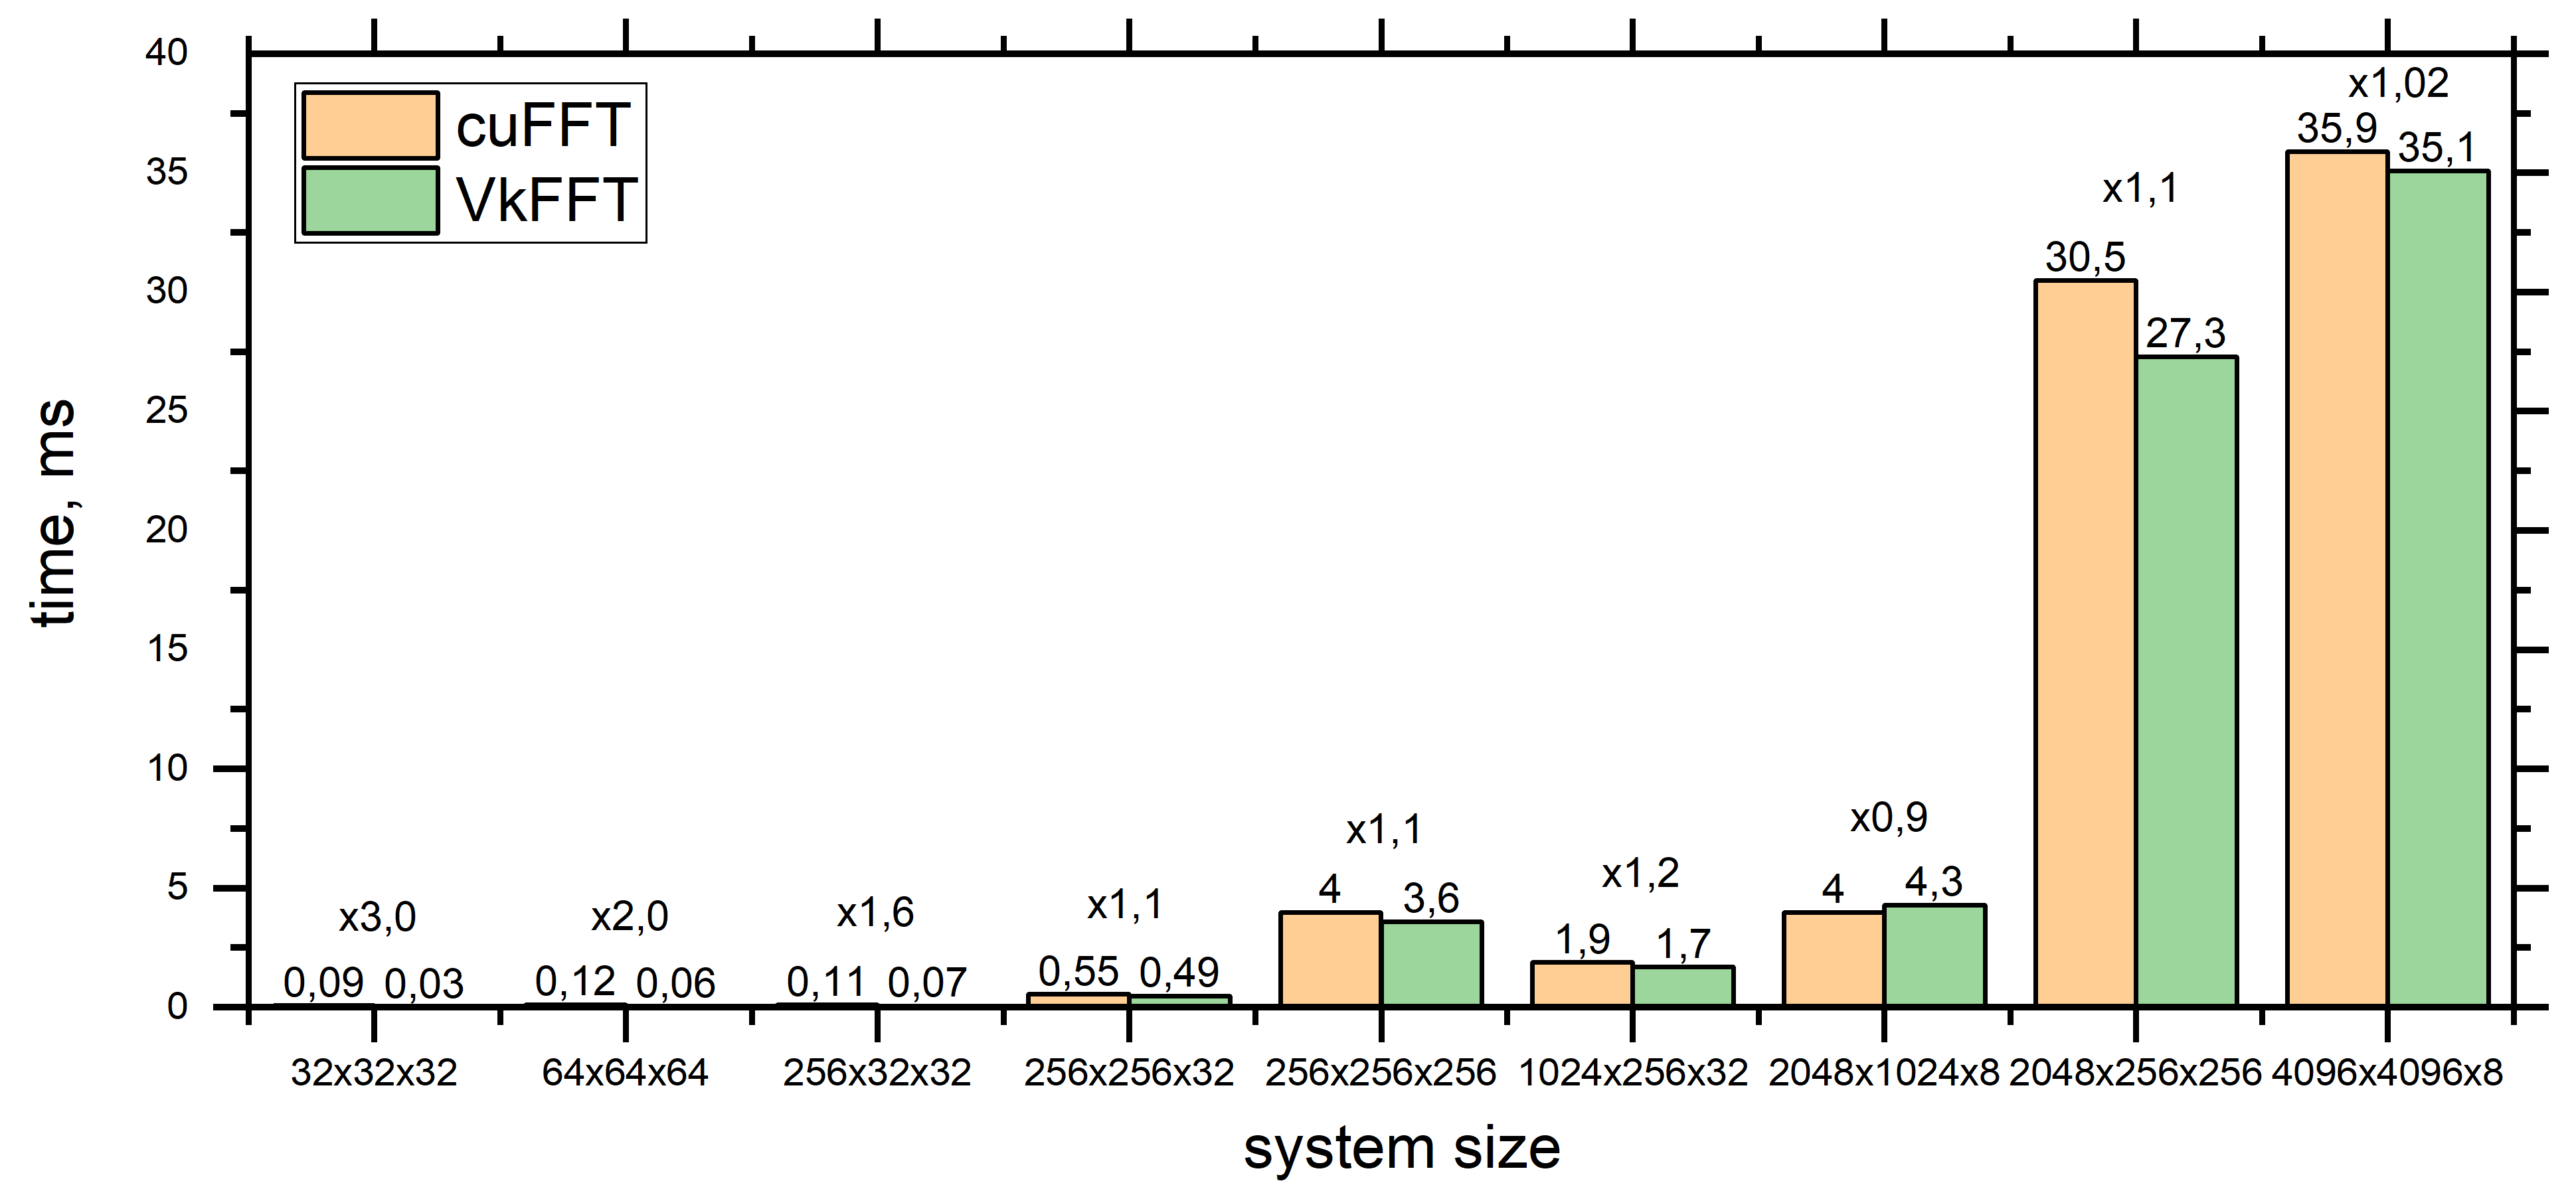 40
35
30
25
20
15
10
5
0
time, ms
cuFFT
VkFFT
x3,0
0,09 0,03
x2,0
0,12 0,06
x1,6
0,11 0,07
x1,1
0,55 0,49
x1,1
4 3,6
x1,2
1,9 1,7
x0,9
4 4,3
x1,1
30,5 27,3
x1,02
35,9 35,1
32x32x32 64x64x64 256x32x32 256x256x32 256x256x256 1024x256x32 2048x1024x8 2048x256x256 4096x4096x8
system size